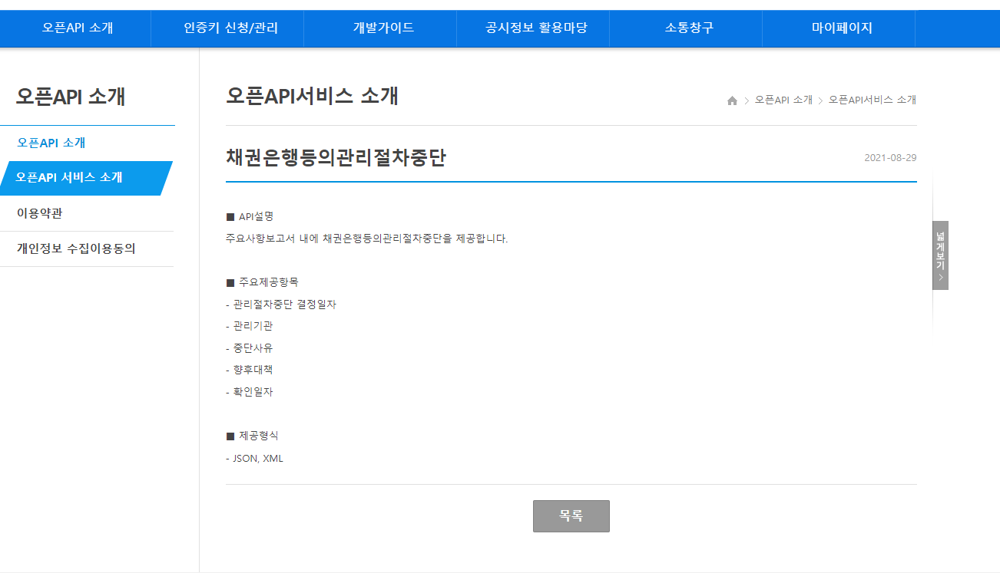 오픈API 소개
인증키 신청/관리
개발가이드
공시정보 활용마당
소통창구
마이페이지
오픈API 소개
오픈API 소개
오픈API 서비스 소개
이용약관
개인정보 수집이용동의
오픈API서비스 소개
> 오픈API 소개 > 오픈API서비스 소개
채권은행등의관리절차중단
2021-08-29
■ API설명
주요사항보고서 내에 채권은행등의관리절차중단을 제공합니다.
■ 주요제공항목
- 관리절차중단 결정일자
- 관리기관
- 중단사유
- 향후대책
- 확인일자
■ 제공형식
- JSON, XML
목록
넓게보기 >